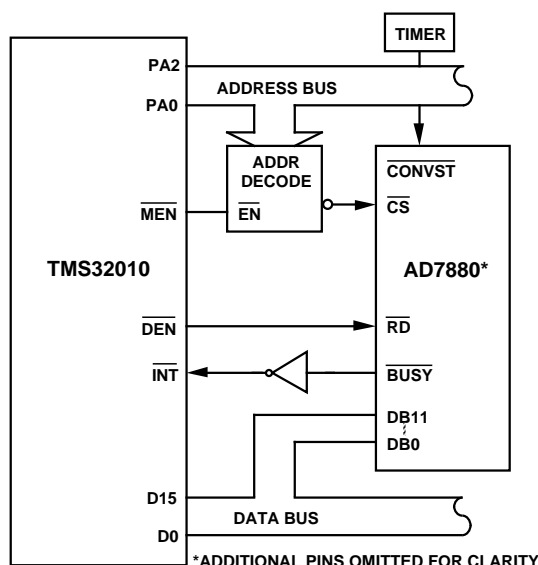 TIMER
PA2
ADDRESS BUS
PA0
ADDR
DECODE
CONVST
MEN
EN
CS
TMS32010
AD7880*
DEN
RD
INT
BUSY
DB11
DB0
D15
DATA BUS
D0
*ADDITIONAL PINS OMITTED FOR CLARITY